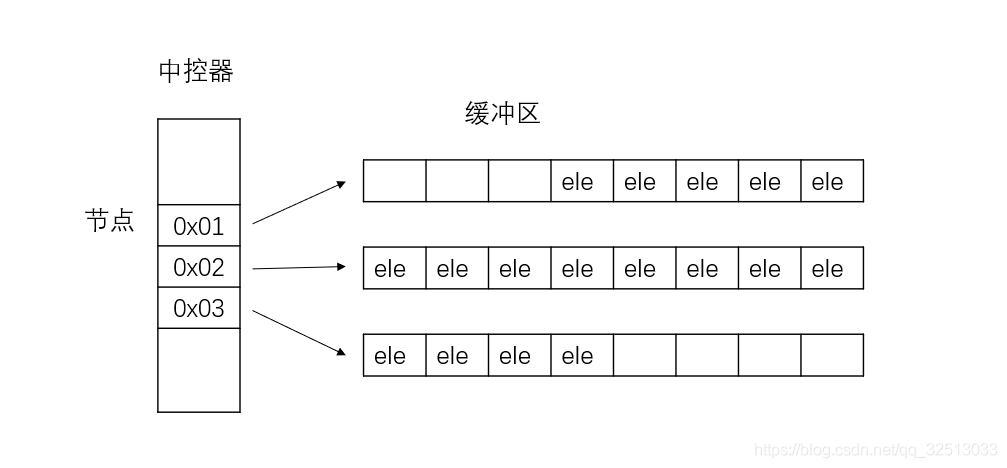 中控器
缓冲区
ele ele ele ele ele
节点
0x01
0x02
ele ele ele ele ele ele ele ele
0x03
ele ele ele ele
https://blog.csdn.net/qq_32513033